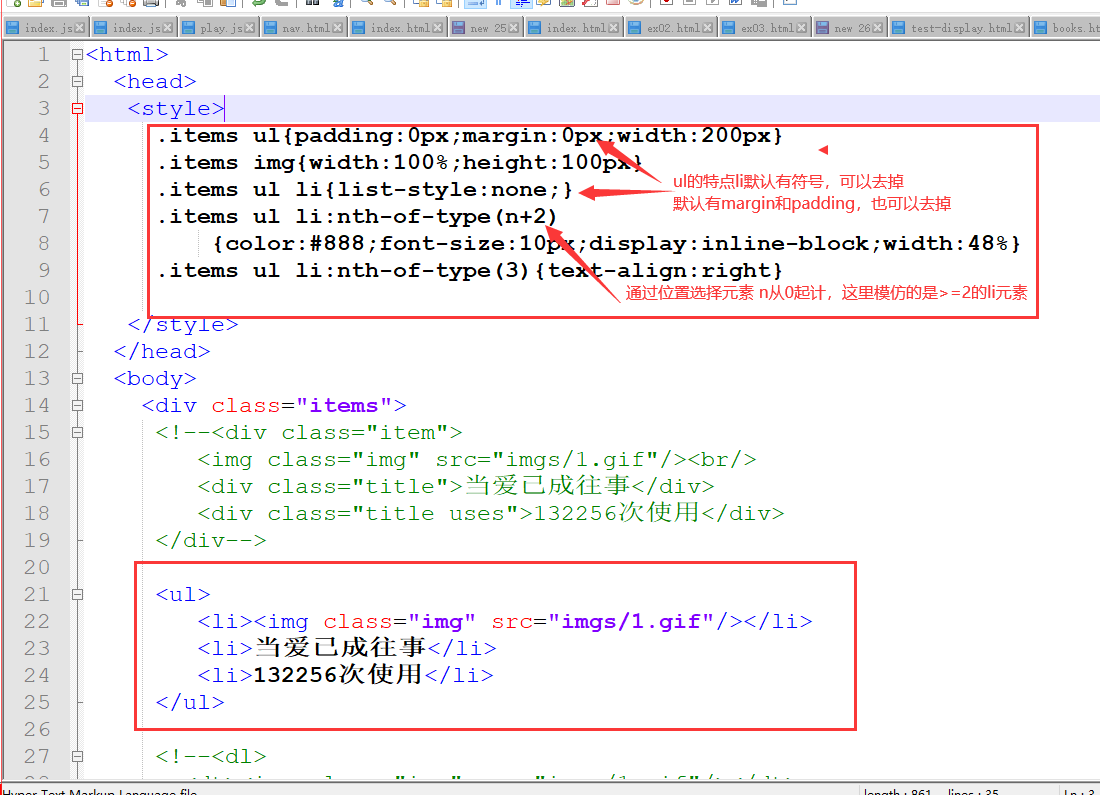 index.js index.js play.js nav.html index.html new 25 index.html ex02.html ex03.html new 26 test=display.html books.ht
1 <html>
2 <head>
3 <style>
4 .items ul{padding:0px;margin:0px;width:200px}
5 .items img{width:100%;height:100px}
ul的特点li默认有符号，可以去掉
6 .items ul li{list-style:none;}
默认有margin和padding，也可以去掉
7 .items ul li:nth-of-type(n+2)
8 {color:#888;font-size:10px;display:inline-block;width:48%}
9 .items ul li:nth-of-type(3){text-align:right}
通过位置选择元素 n从0起计，这里模仿的是>=2的li元素
10
11 </style>
12 </head>
13 <body>
14 <div class="items">
15 <!--<div class="item">
16 <img class="img" src="imgs/1.gif"/><br/>
17 <div class="title">当爱已成往事</div>
18 <div class="title uses">132256次使用</div>
19 </div-->
20
21 <ul>
22 <li><img class="img" src="imgs/1.gif"/></li>
23 <li>当爱已成往事</li>
24 <li>132256次使用</li>
25 </ul>
26
27 <!--<dl>
Hyper Text Markup Language file length : 861 lines : 35 Ln : 3